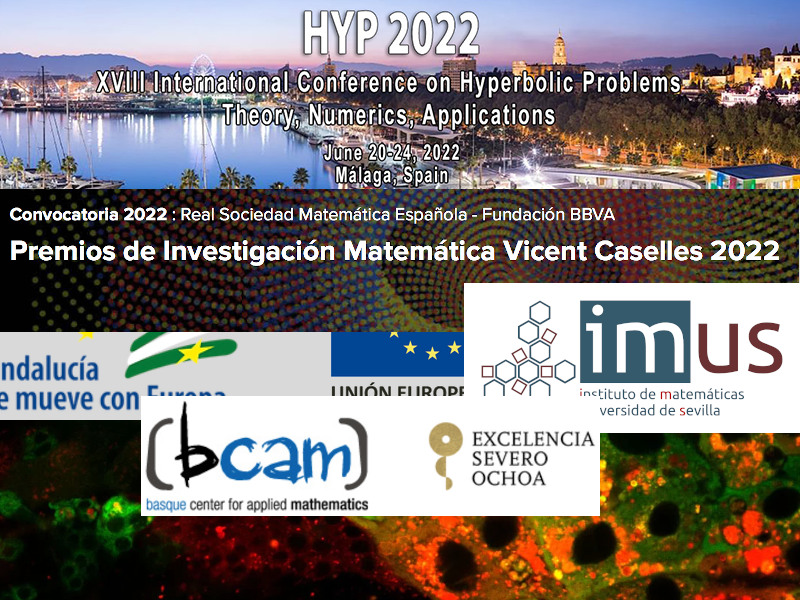 HYP 2022
XVIII International Conference on Hyperbolic Problems
Theory, Numerics, Applications
June 20-24, 2022
Málaga, Spain
Convocatoria 2022 : Real Sociedad Matemática Española - Fundación BBVA
Premios de Investigación Matemática Vicent Caselles 2022
imus
instituto de matemáticas
versidad de sevilla
ndalucía
e mueve con Europa
UNIÓN EUROPE
(bcam)
basque center for applied mathematics
EXCELENCIA
SEVERO
OCHOA